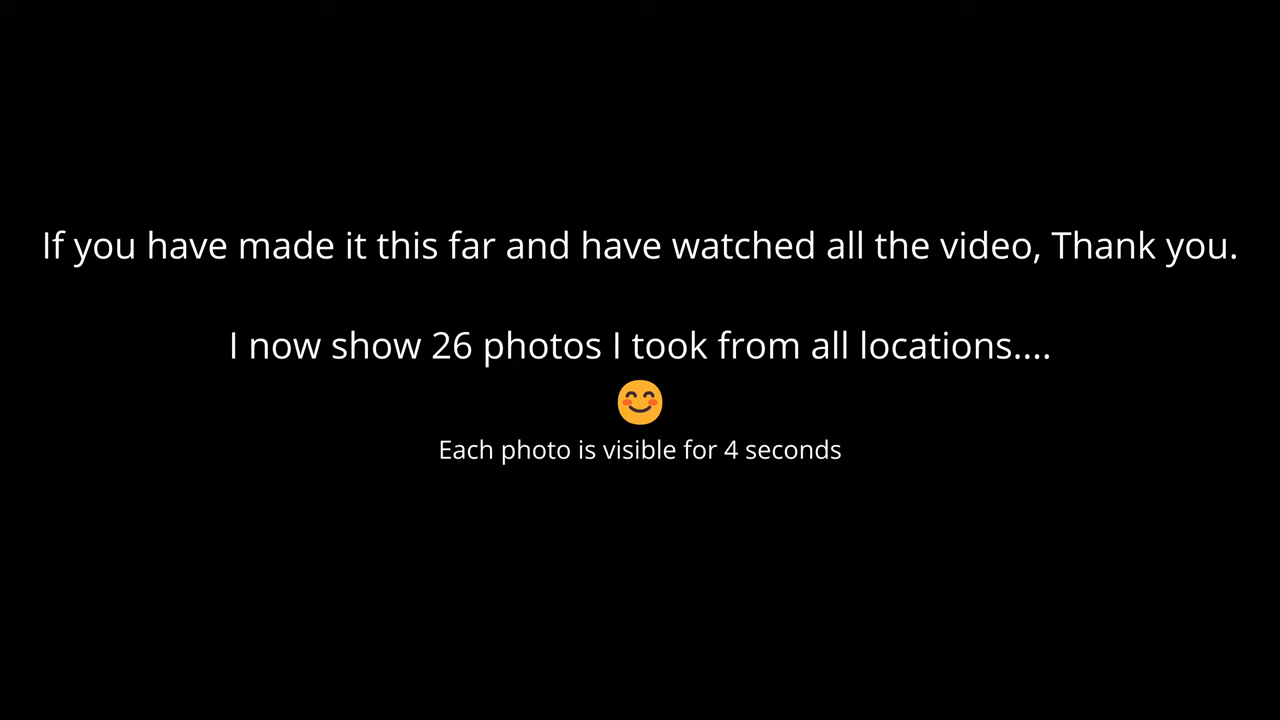 If you have made it this far and have watched all the video, Thank you.
I now show 26 photos I took from all locations....
😊
Each photo is visible for 4 seconds